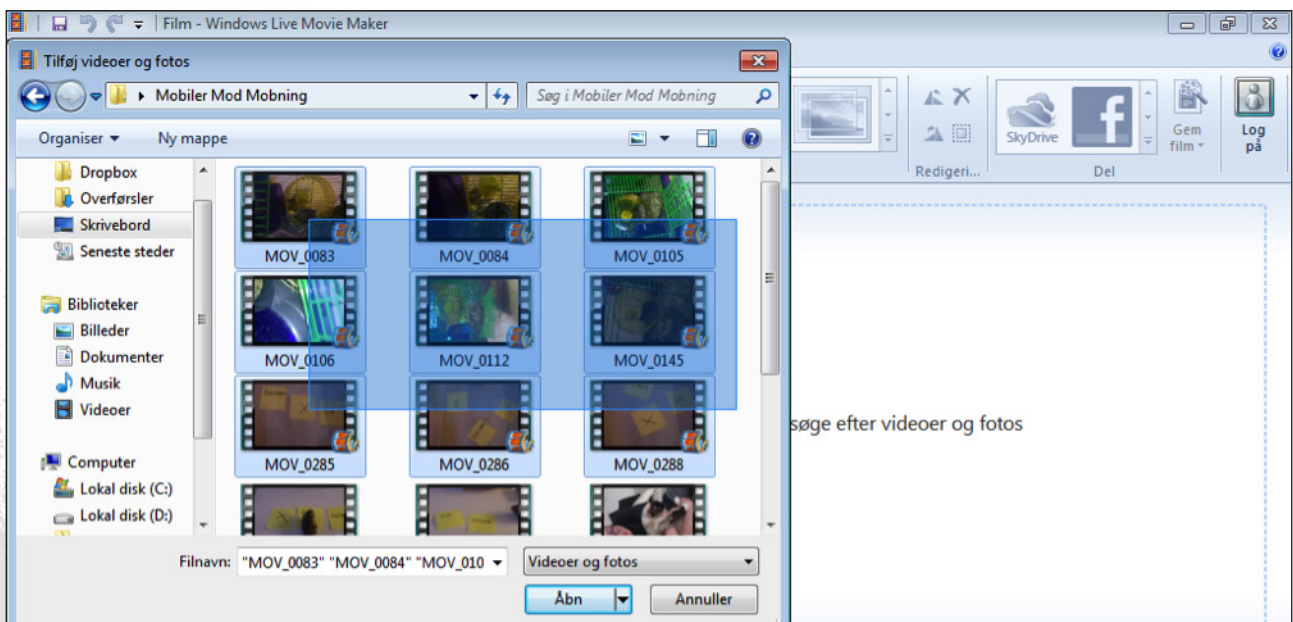 Film - Windows Live Movie Maker
Tilføj videoer og fotos
Mobiler Mod Mobning
Søg i Mobiler Mod Mobning
Organiser
Ny mappe
Dropbox
Overførsler
Skrivebord
Seneste steder
Biblioteker
Billeder
Dokumenter
Musik
Videoer
Computer
Lokal disk (C:)
Lokal disk (D:)
MOV_0083
MOV_0084
MOV_0105
MOV_0106
MOV_0112
MOV_0145
MOV_0285
MOV_0286
MOV_0288
Filnavn:
"MOV_0083" "MOV_0084" "MOV_010
Videoer og fotos
Åbn
Annuller
SkyDrive
Gem
film
Log
på
Redigeri...
Del
søge efter videoer og fotos